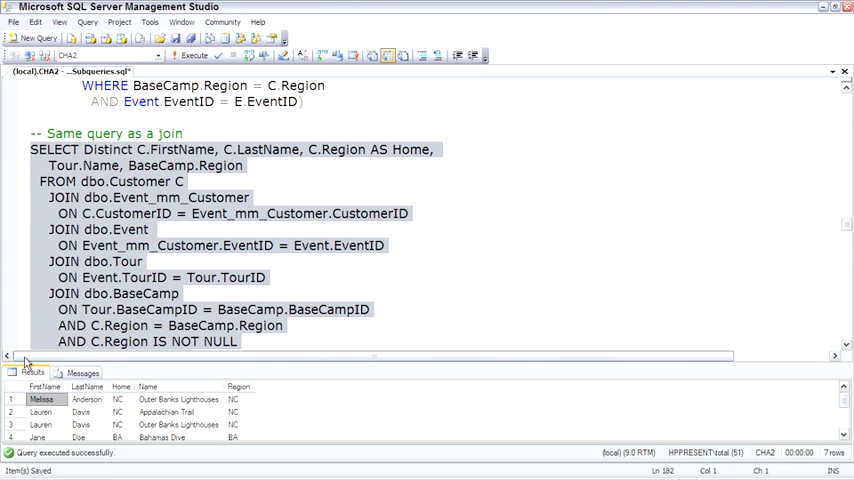 Microsoft SQL Server Management Studio
File Edit View Query Project Tools Window Community Help
New Query
CHA2 Execute
(local).CHA2 - ...Subqueries.sql*
WHERE BaseCamp.Region = C.Region
AND Event.EventID = E.EventID)
-- Same query as a join
SELECT Distinct C.FirstName, C.LastName, C.Region AS Home,
Tour.Name, BaseCamp.Region
FROM dbo.Customer C
JOIN dbo.Event_mm_Customer
ON C.CustomerID = Event_mm_Customer.CustomerID
JOIN dbo.Event
ON Event_mm_Customer.EventID = Event.EventID
JOIN dbo.Tour
ON Event.TourID = Tour.TourID
JOIN dbo.BaseCamp
ON Tour.BaseCampID = BaseCamp.BaseCampID
AND C.Region = BaseCamp.Region
AND C.Region IS NOT NULL
Results Messages
FirstName LastName Home Name Region
1 Melissa Anderson NC Outer Banks Lighthouses NC
2 Lauren Davis NC Appalachian Trail NC
3 Lauren Davis NC Outer Banks Lighthouses NC
4 Jane Doe BA Bahamas Dive BA
Query executed successfully. (local) (9.0 RTM) HPPRESENT\total (51) CHA2 00:00:00 7 rows
Item(s) Saved Ln 182 Col 1 Ch 1 INS